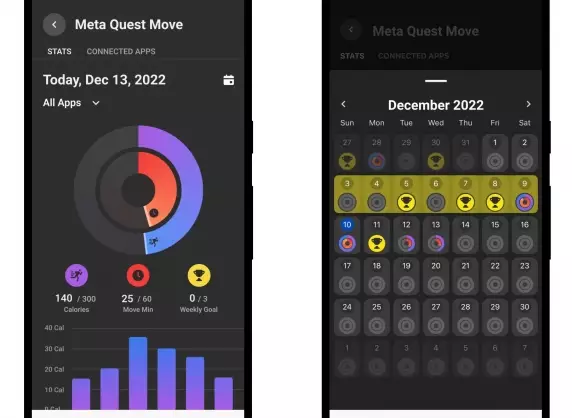 Meta Quest Move
STATS CONNECTED APPS
Today, Dec 13, 2022
All Apps
140 / 300
Calories
25 / 60
Move Min
0 / 3
Weekly Goal
40 Cal
30 Cal
20 Cal
10 Cal
0 Cal
Meta Quest Move
STATS CONNECTED APPS
December 2022
Sun Mon Tue Wed Thu Fri Sat
27 28 29 30 31 1 2
3 4 5 6 7 8 9
10 11 12 13 14 15 16
17 18 19 20 21 22 23
24 25 26 27 28 29 30
1 2 3 4 5 6 7